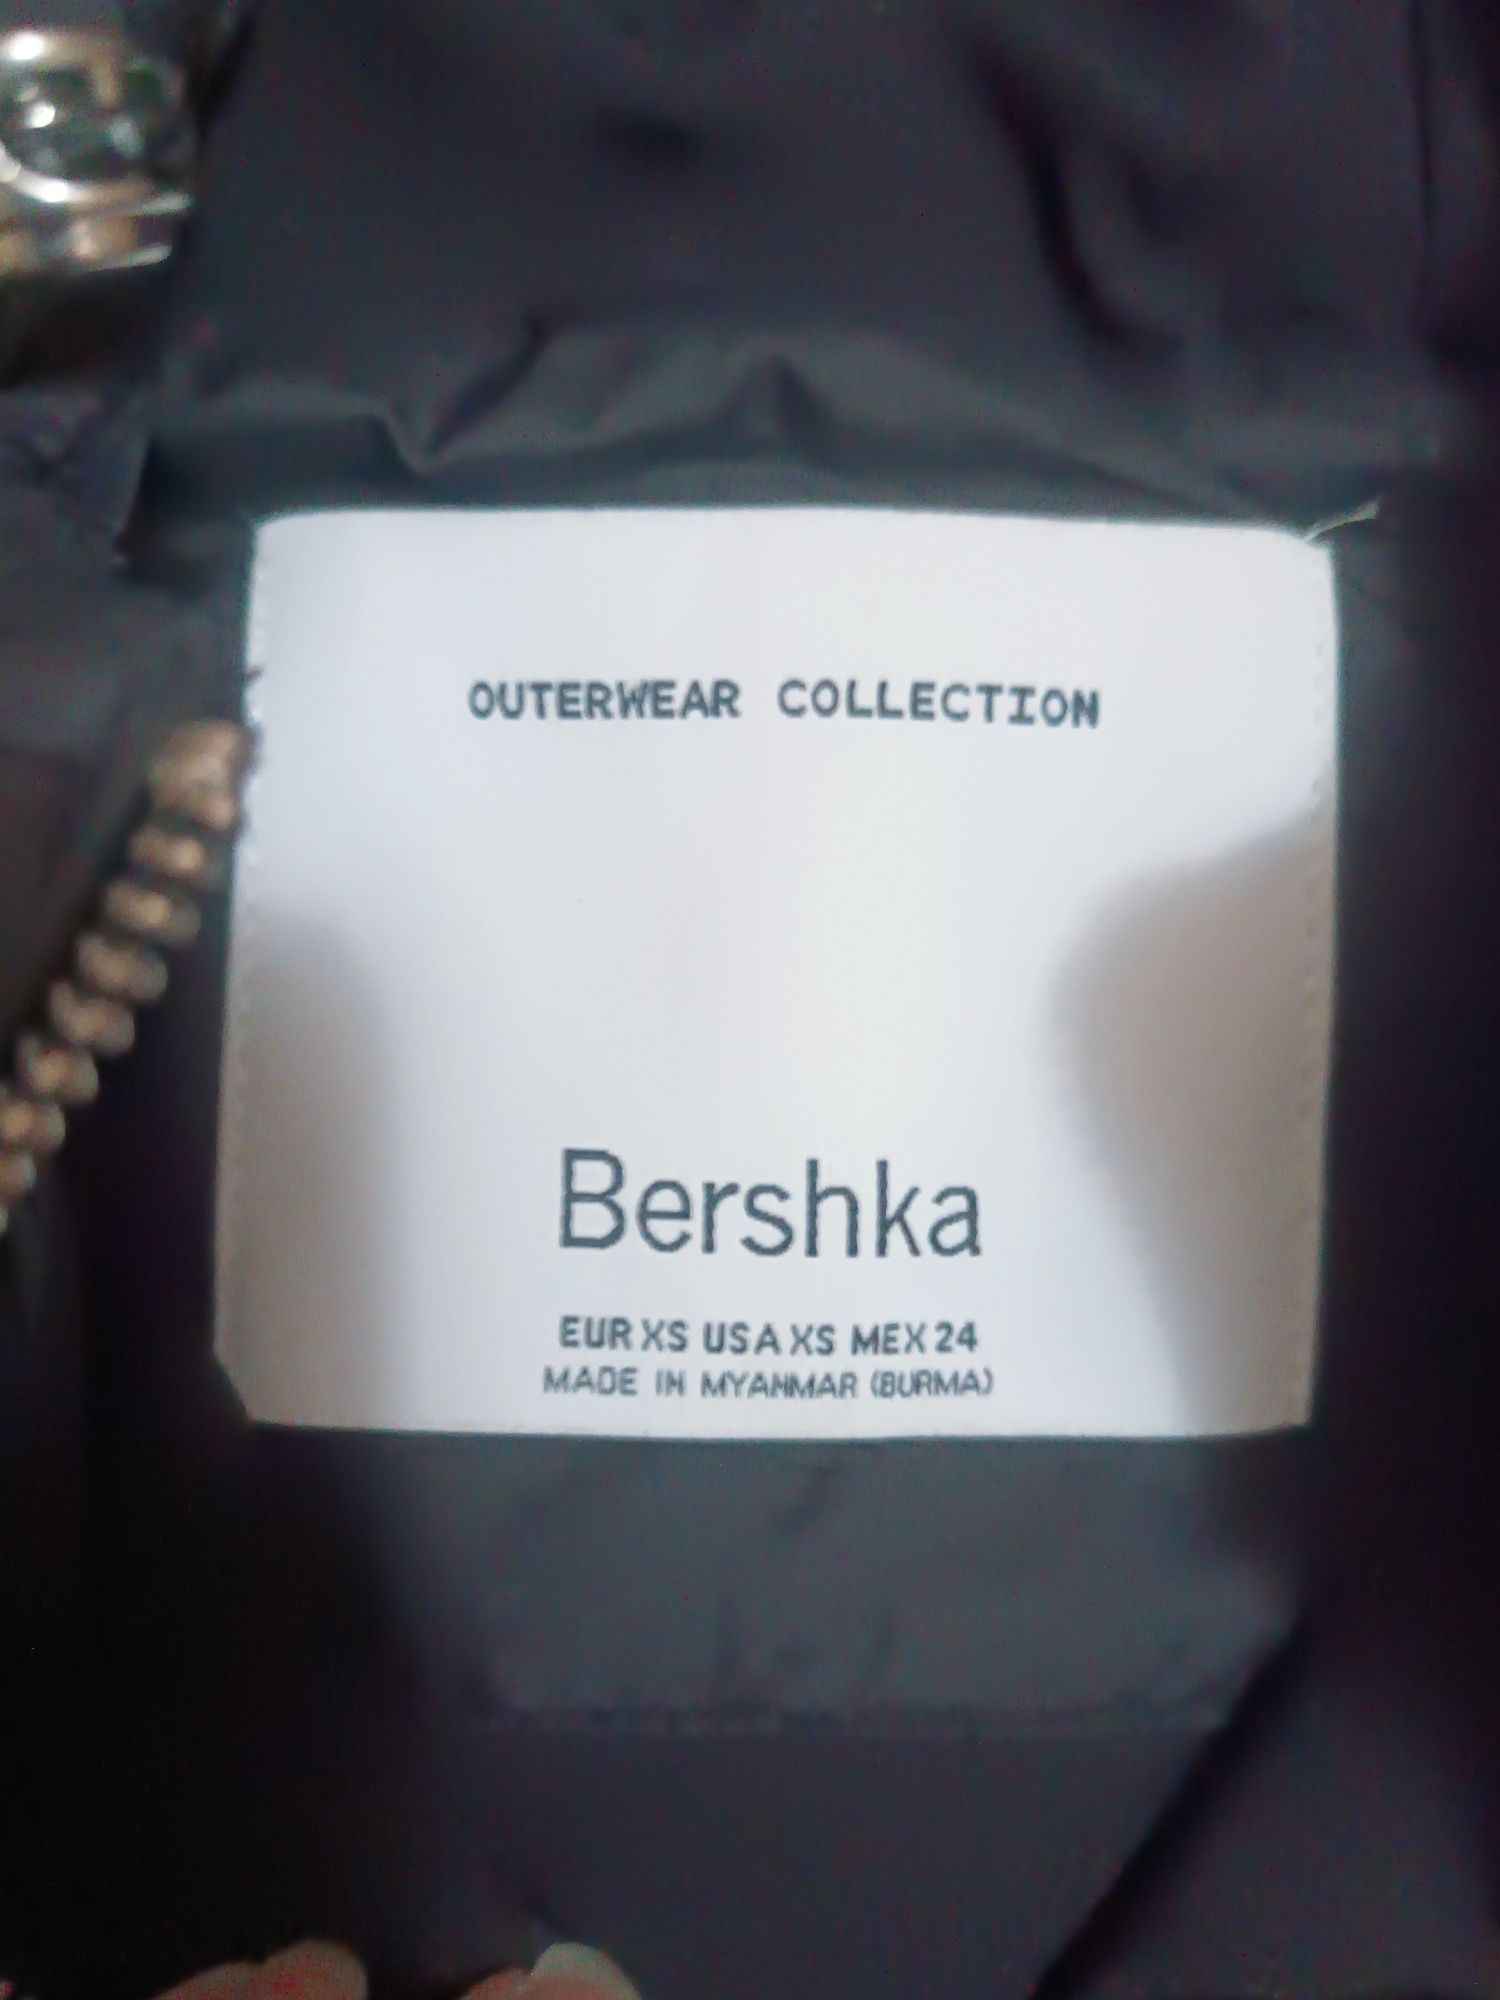 OUTERWEAR COLLECTION
Bershka
EUR XS USA XS MEX 24
MADE IN MYANMAR (BURMA)